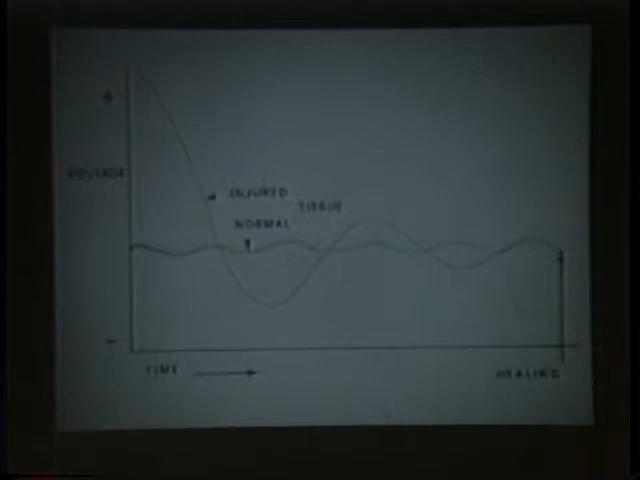 +
VOLTAGE
INJURED
TISSUE
NORMAL
−
TIME
HEALING